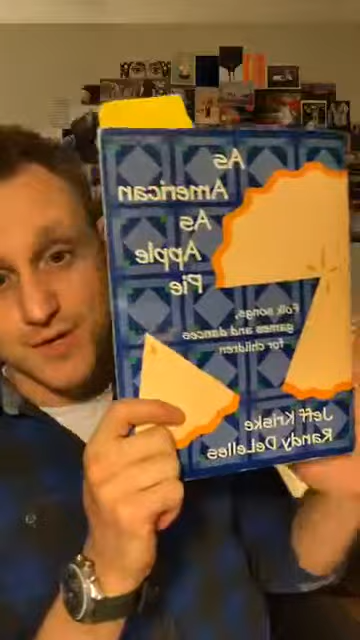 As
American
As
Apple
Pie
Folk songs,
games and dances
for children
Jeff Kriske
Randy DeLelles